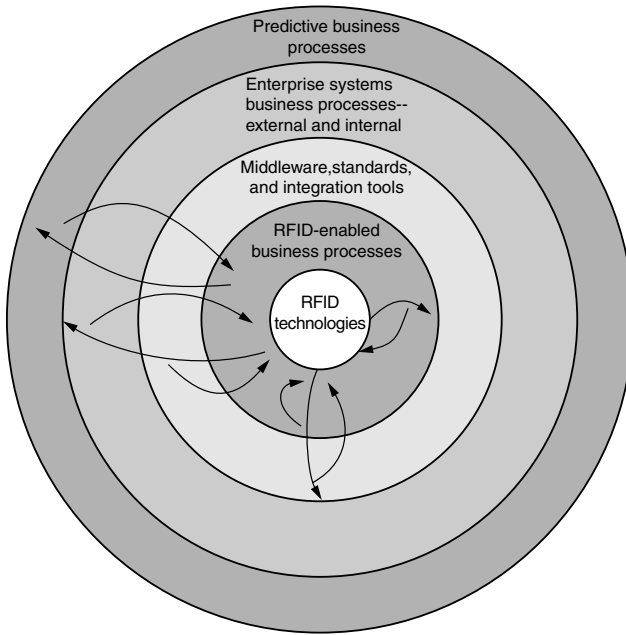 Predictive business
processes
Enterprise systems
business processes--
external and internal
Middleware,standards,
and integration tools
RFID-enabled
business processes
RFID
technologies